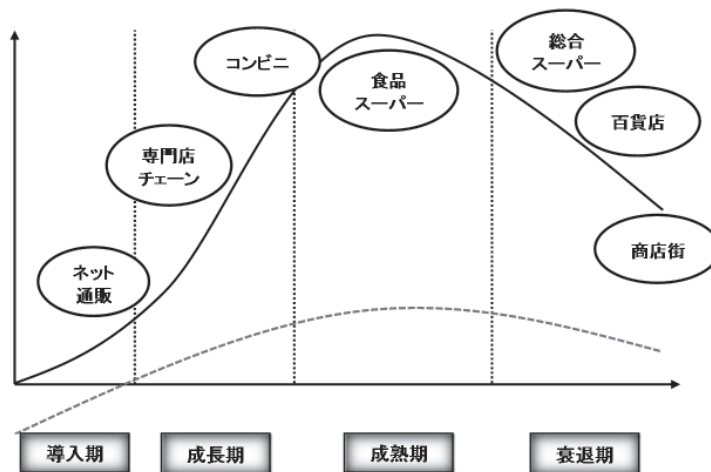 コンビニ
食品
スーパー
総合
スーパー
百貨店
専門店
チェーン
商店街
ネット
通販
導入期
成長期
成熟期
衰退期